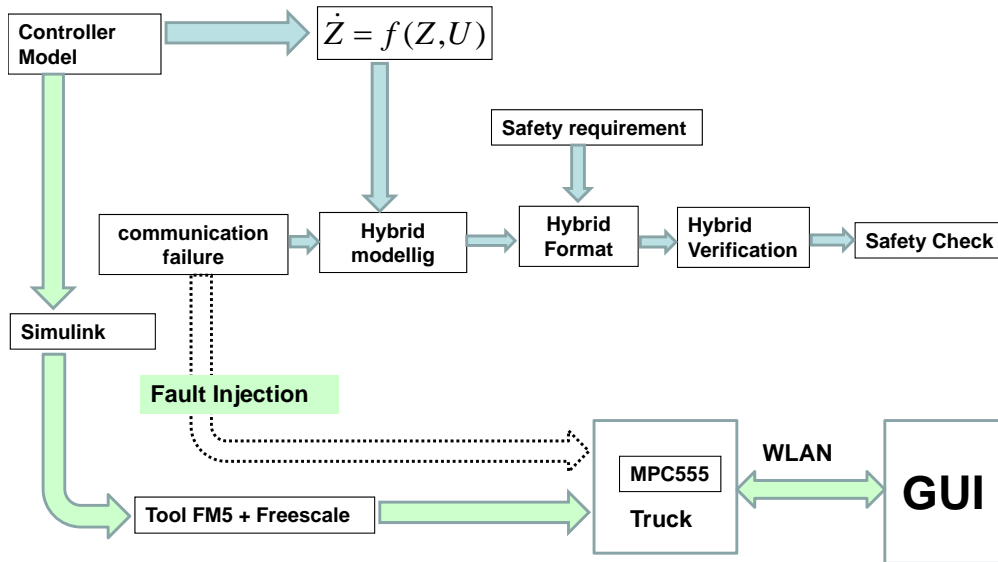 Controller
Model
Ż = f(Z,U)
Safety requirement
communication
failure
Hybrid
modellig
Hybrid
Format
Hybrid
Verification
Safety Check
Simulink
Fault Injection
WLAN
MPC555
Truck
GUI
Tool FM5 + Freescale